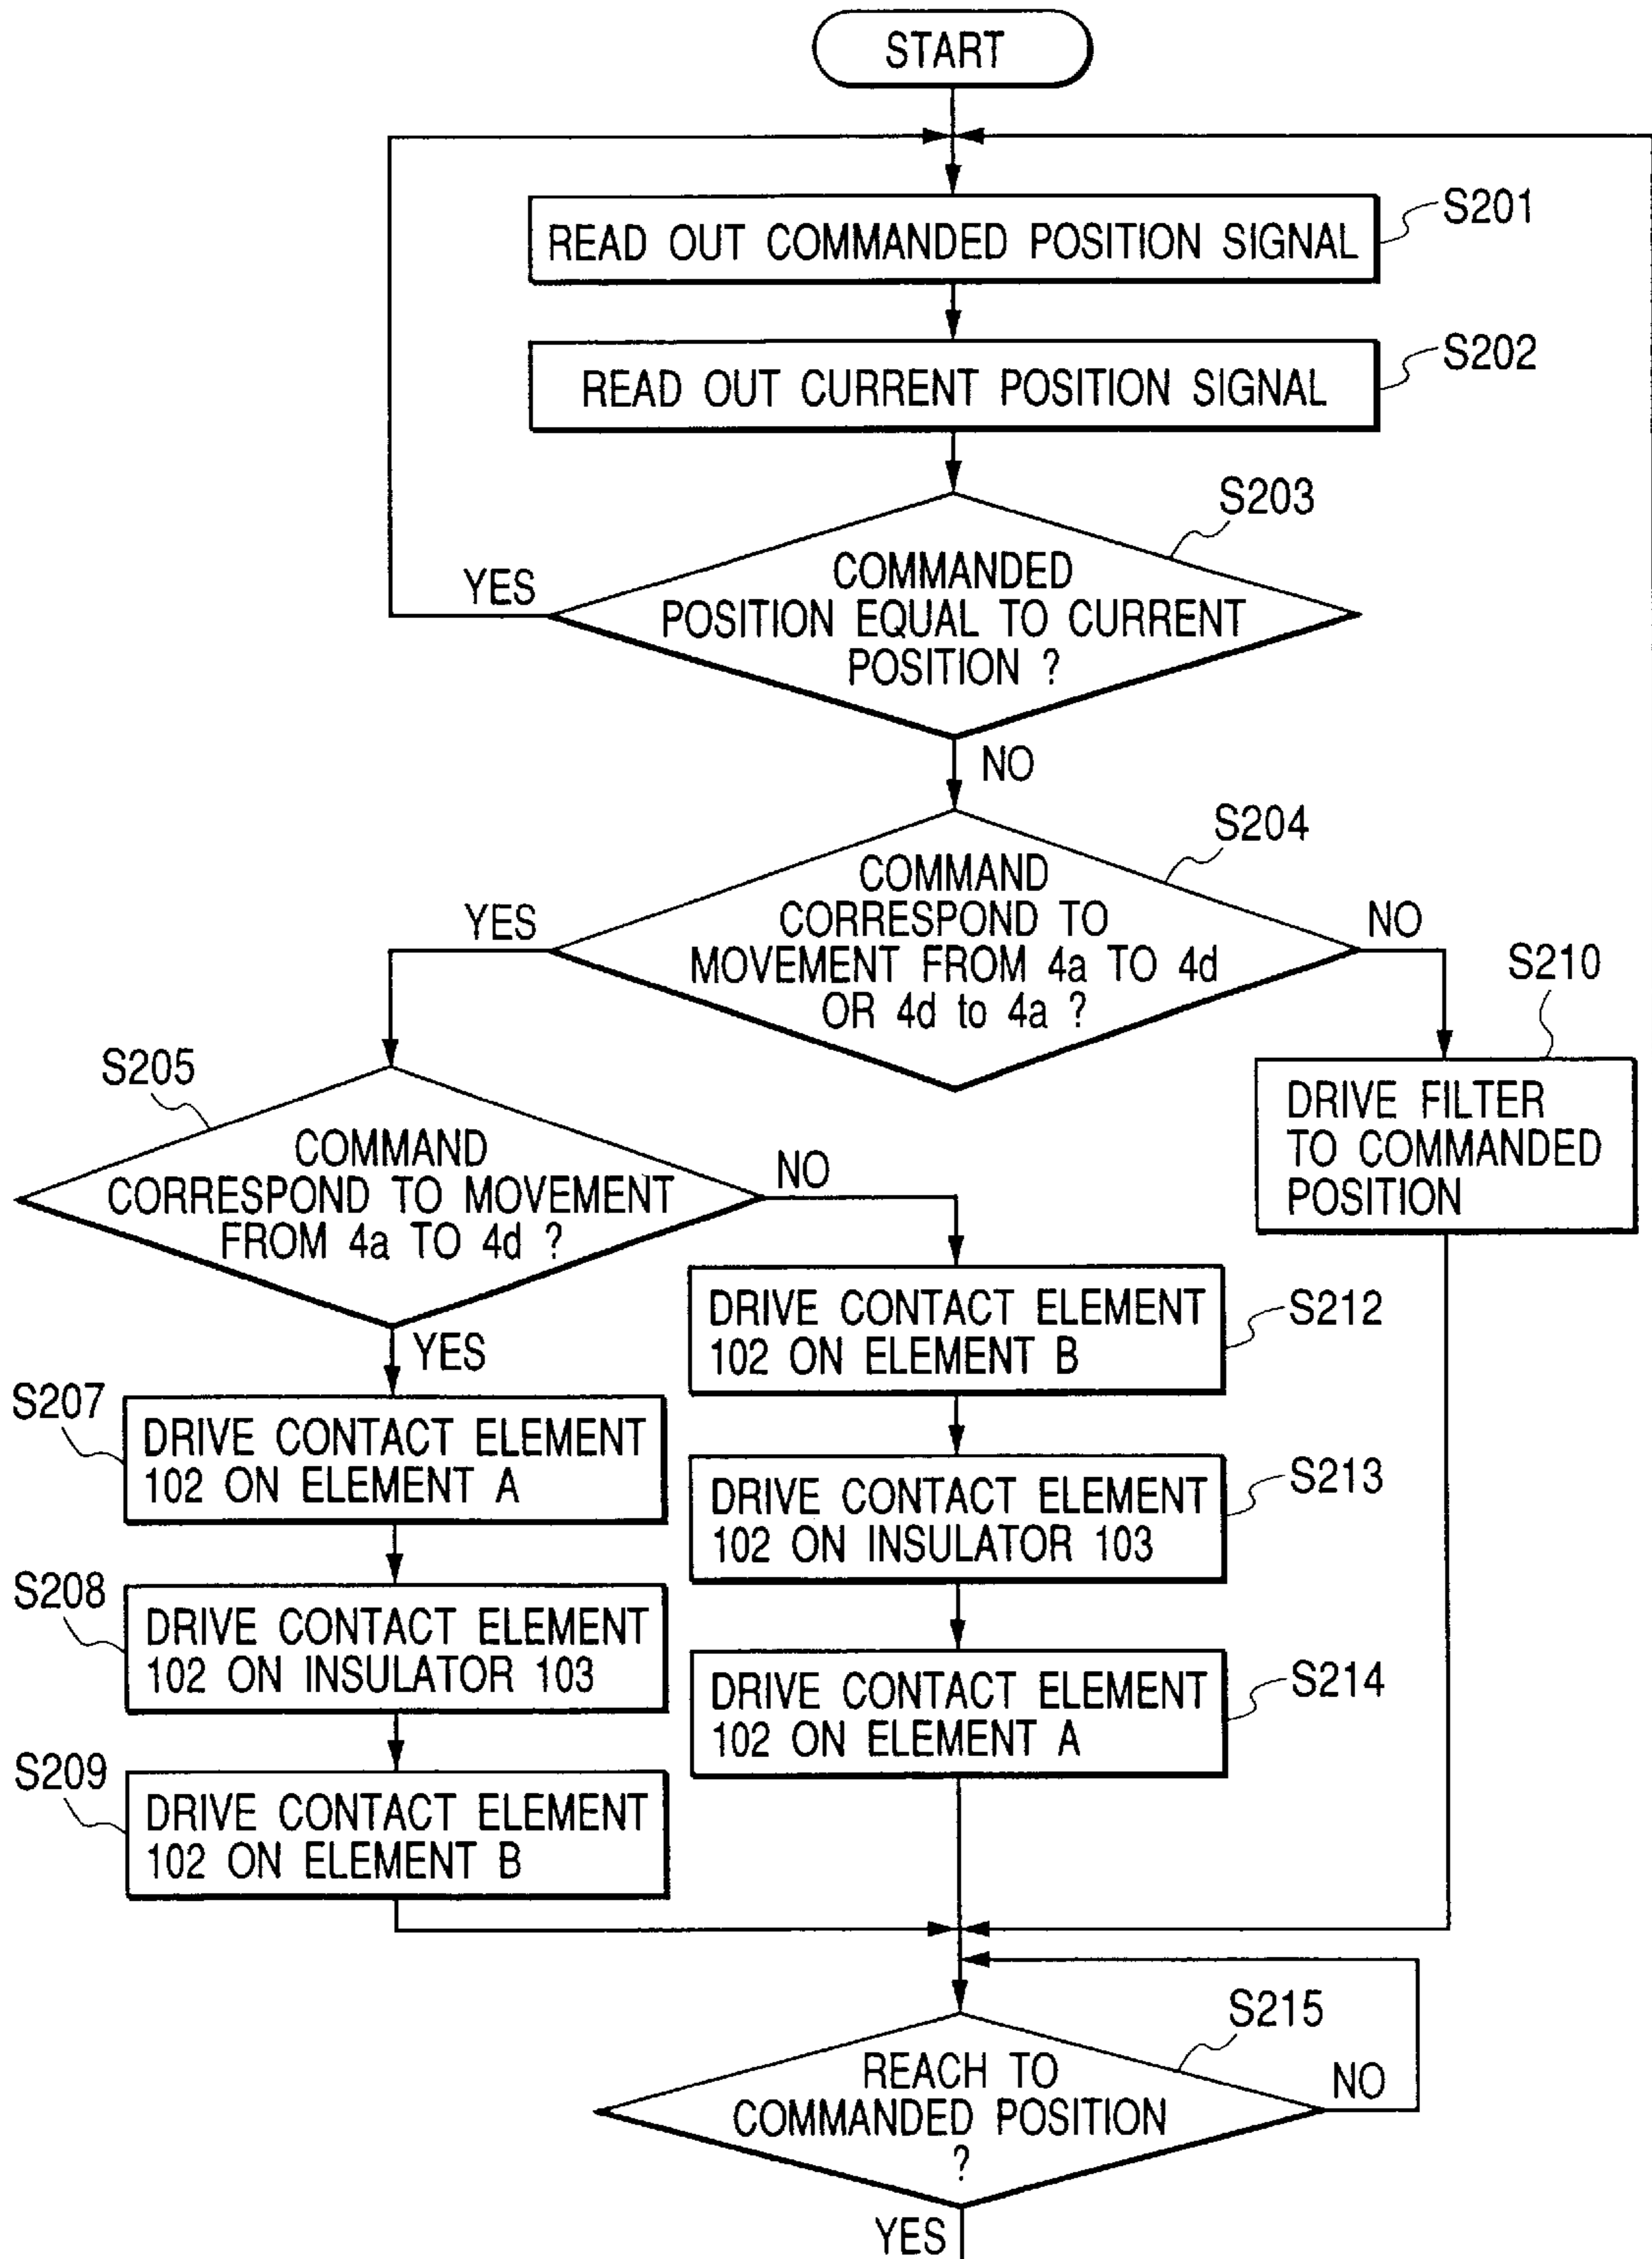 START
READ OUT COMMANDED POSITION SIGNAL
S201
READ OUT CURRENT POSITION SIGNAL
S202
S203
COMMANDED
POSITION EQUAL TO CURRENT
POSITION ?
YES
NO
S204
COMMAND
CORRESPOND TO
MOVEMENT FROM 4a TO 4d
OR 4d to 4a ?
YES
NO
S210
DRIVE FILTER
TO COMMANDED
POSITION
S205
COMMAND
CORRESPOND TO MOVEMENT
FROM 4a TO 4d ?
NO
YES
S212
DRIVE CONTACT ELEMENT
102 ON ELEMENT B
S207
DRIVE CONTACT ELEMENT
102 ON ELEMENT A
S213
DRIVE CONTACT ELEMENT
102 ON INSULATOR 103
S208
DRIVE CONTACT ELEMENT
102 ON INSULATOR 103
S214
DRIVE CONTACT ELEMENT
102 ON ELEMENT A
S209
DRIVE CONTACT ELEMENT
102 ON ELEMENT B
S215
REACH TO
COMMANDED POSITION
?
NO
YES